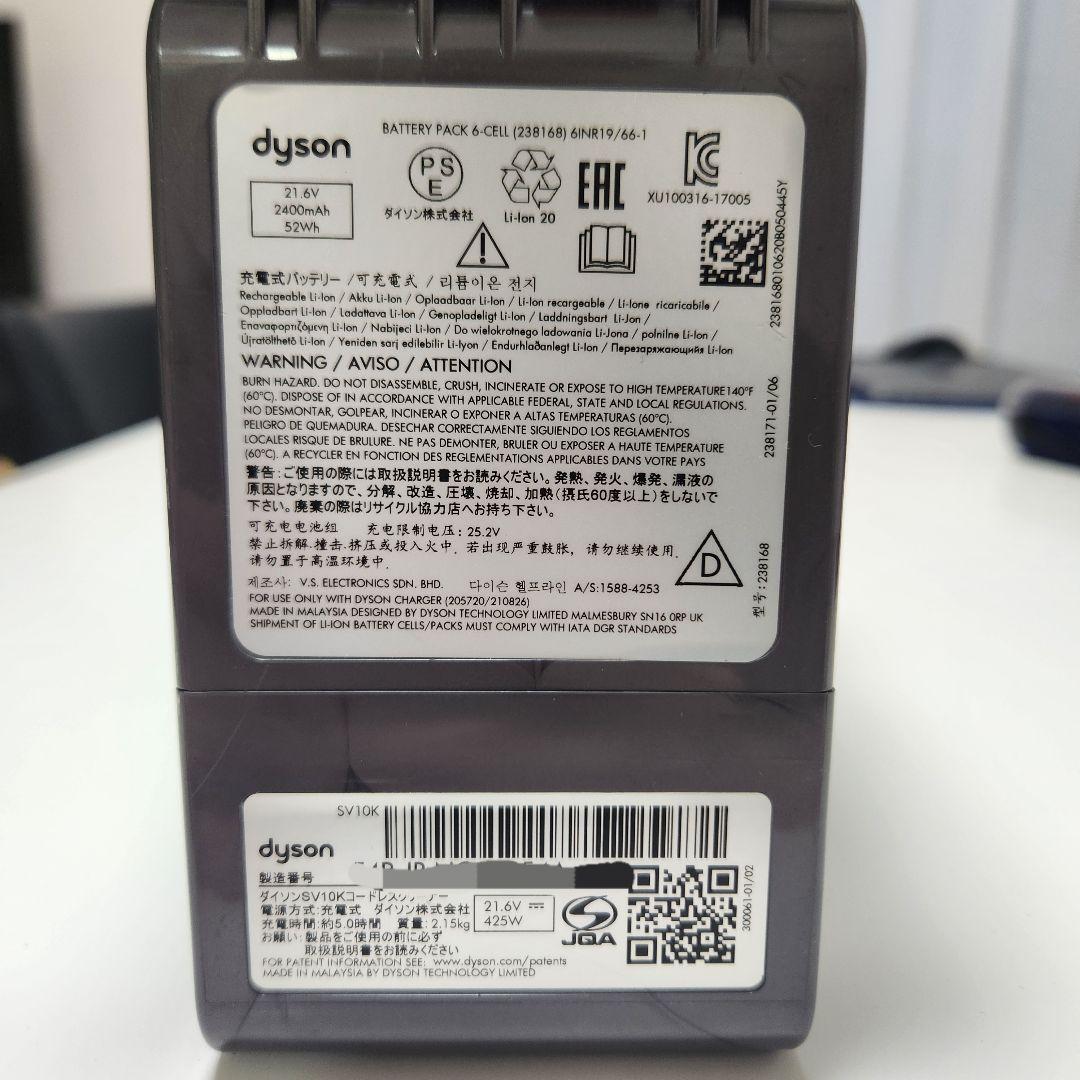 dyson
BATTERY PACK 6-CELL (238168) 6INR19/66-1
21.6V
2400mAh
52Wh
PS
E
ダイソン株式会社
Li-Ion 20
EAC
KC
XU100316-17005
充電式バッテリー / 可充電式 / 리튬이온 전지
Rechargeable Li-Ion / Akku Li-Ion / Oplaadbaar Li-Ion / Li-Ion recargeable / Li-Ione ricaricabile /
Oppladbart Li-Ion / Ladattava Li-Ion / Genopladeligt Li-Ion / Laddningsbart Li-Jon /
Επαναφορτιζόμενη Li-Ion / Nabíjecí Li-Ion / Do wielokrotnego ładowania Li-Jona / polnilne Li-Ion /
Újratölthető Li-Ion / Yeniden sarj edilebilir Li-Iyon / Endurhlaðanlegt Li-Ion / Перезаряжающийся Li-Ion
WARNING / AVISO / ATTENTION
BURN HAZARD. DO NOT DISASSEMBLE, CRUSH, INCINERATE OR EXPOSE TO HIGH TEMPERATURE140°F
(60°C). DISPOSE OF IN ACCORDANCE WITH APPLICABLE FEDERAL, STATE AND LOCAL REGULATIONS.
NO DESMONTAR, GOLPEAR, INCINERAR O EXPONER A ALTAS TEMPERATURAS (60°C).
PELIGRO DE QUEMADURA. DESECHAR CORRECTAMENTE SIGUIENDO LOS REGLAMENTOS
LOCALES RISQUE DE BRULURE. NE PAS DEMONTER, BRULER OU EXPOSER A HAUTE TEMPERATURE
(60°C). A RECYCLER EN FONCTION DES REGLEMENTATIONS APPLICABLES DANS VOTRE PAYS
警告:ご使用の際には取扱説明書をお読みください。発熱、発火、爆発、漏液の
原因となりますので、分解、改造、圧壊、焼却、加熱(摂氏60度以上)をしないで
下さい。廃棄の際はリサイクル協力店へお持ち下さい。
可充电电池组 充电限制电压: 25.2V
禁止拆解.撞击.挤压或投入火中. 若出现严重鼓胀, 请勿继续使用.
请勿置于高温环境中.
D
제조사: V.S. ELECTRONICS SDN. BHD. 다이슨 헬프라인 A/S:1588-4253
FOR USE ONLY WITH DYSON CHARGER (205720/210826)
MADE IN MALAYSIA DESIGNED BY DYSON TECHNOLOGY LIMITED MALMESBURY SN16 0RP UK
SHIPMENT OF LI-ION BATTERY CELLS/PACKS MUST COMPLY WITH IATA DGR STANDARDS
238168010620B050445Y
238171-01/06
型号: 238168
SV10K
dyson
製造番号
ダイソンSV10Kコードレスクリーナー
電源方式:充電式 ダイソン株式会社
充電時間:約5.0時間 質量: 2.15kg
お願い: 製品をご使用の前に必ず
取扱説明書をお読みください
21.6V
425W
JQA
FOR PATENT INFORMATION SEE: www.dyson.com/patents
MADE IN MALAYSIA BY DYSON TECHNOLOGY LIMITED
300061-01/02